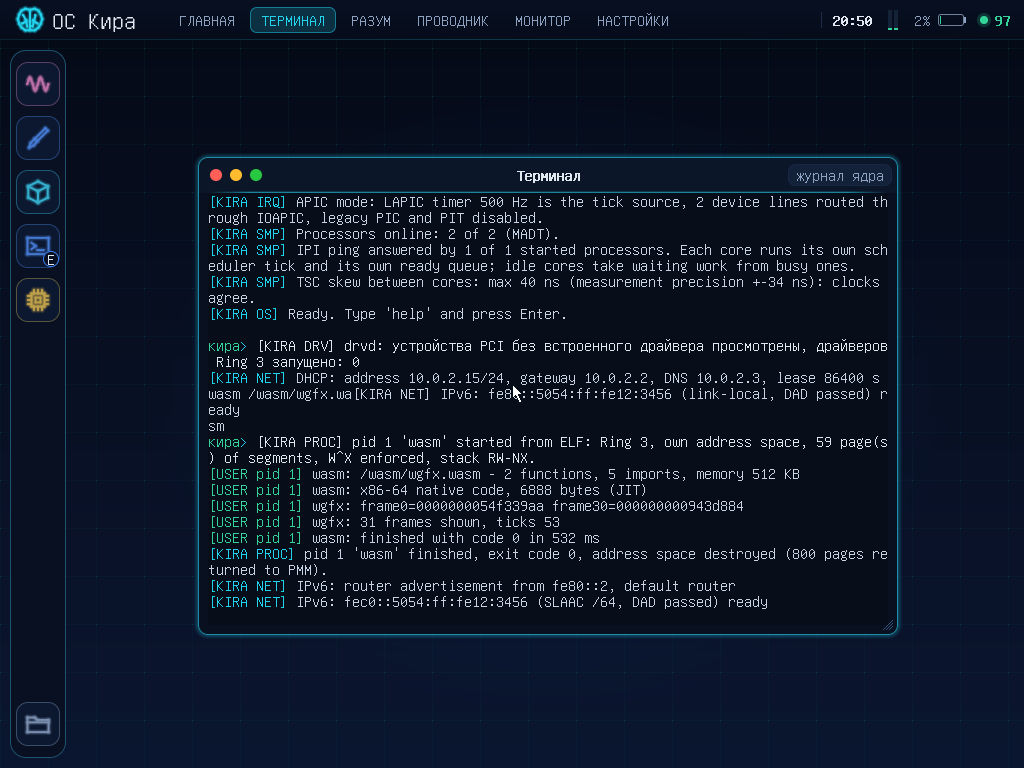 ОС Кира
ГЛАВНАЯ ТЕРМИНАЛ РАЗУМ ПРОВОДНИК МОНИТОР НАСТРОЙКИ
20:50 2% 97
E
Терминал
журнал ядра
[KIRA IRQ] APIC mode: LAPIC timer 500 Hz is the tick source, 2 device lines routed th
rough IOAPIC, legacy PIC and PIT disabled.
[KIRA SMP] Processors online: 2 of 2 (MADT).
[KIRA SMP] IPI ping answered by 1 of 1 started processors. Each core runs its own sch
eduler tick and its own ready queue; idle cores take waiting work from busy ones.
[KIRA SMP] TSC skew between cores: max 40 ns (measurement precision +-34 ns): clocks
agree.
[KIRA OS] Ready. Type 'help' and press Enter.
кира> [KIRA DRV] drvd: устройства PCI без встроенного драйвера просмотрены, драйверов
Ring 3 запущено: 0
[KIRA NET] DHCP: address 10.0.2.15/24, gateway 10.0.2.2, DNS 10.0.2.3, lease 86400 s
wasm /wasm/wgfx.wa[KIRA NET] IPv6: fe80::5054:ff:fe12:3456 (link-local, DAD passed) r
eady
sm
кира> [KIRA PROC] pid 1 'wasm' started from ELF: Ring 3, own address space, 59 page(s
) of segments, W^X enforced, stack RW-NX.
[USER pid 1] wasm: /wasm/wgfx.wasm - 2 functions, 5 imports, memory 512 KB
[USER pid 1] wasm: x86-64 native code, 6888 bytes (JIT)
[USER pid 1] wgfx: frame0=0000000054f339aa frame30=000000000943d884
[USER pid 1] wgfx: 31 frames shown, ticks 53
[USER pid 1] wasm: finished with code 0 in 532 ms
[KIRA PROC] pid 1 'wasm' finished, exit code 0, address space destroyed (800 pages re
turned to PMM).
[KIRA NET] IPv6: router advertisement from fe80::2, default router
[KIRA NET] IPv6: fec0::5054:ff:fe12:3456 (SLAAC /64, DAD passed) ready